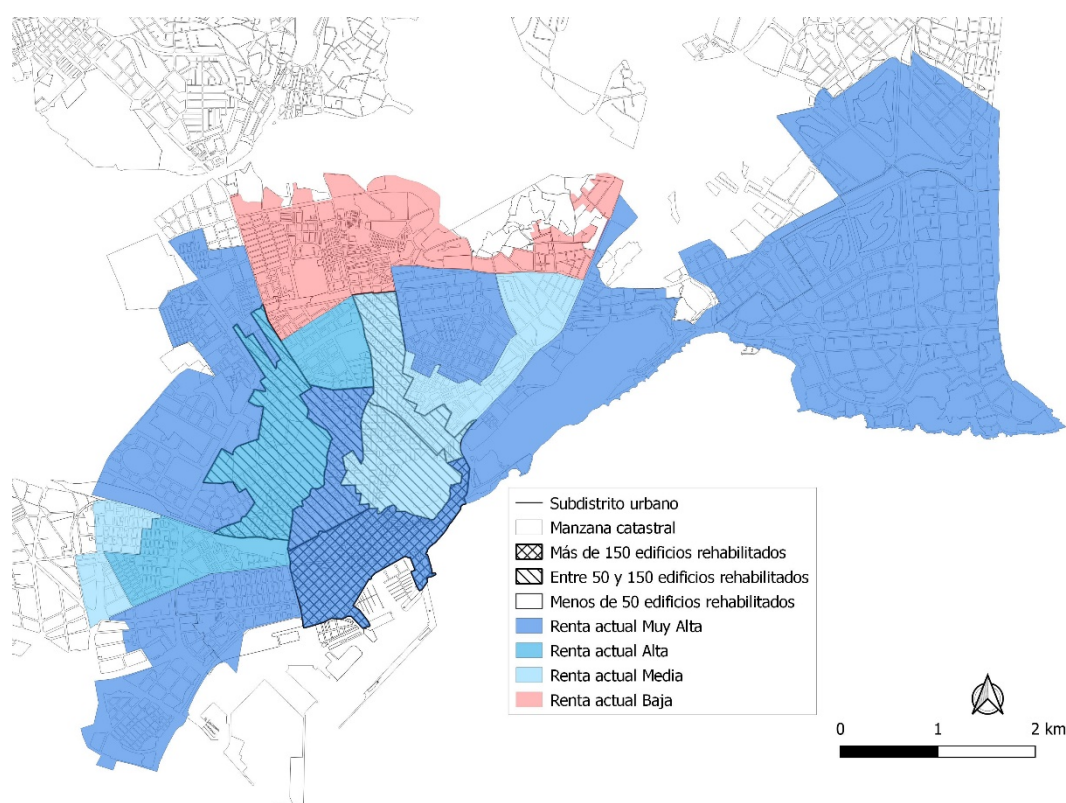 Subdistrito urbano
Manzana catastral
Más de 150 edificios rehabilitados
Entre 50 y 150 edificios rehabilitados
Menos de 50 edificios rehabilitados
Renta actual Muy Alta
Renta actual Alta
Renta actual Media
Renta actual Baja
0 1 2 km